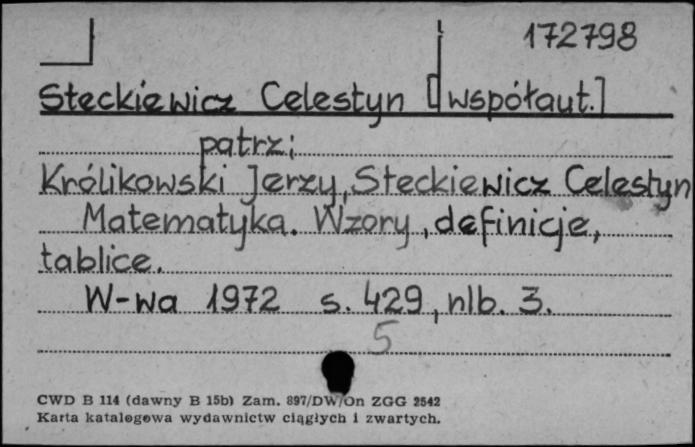 172798
Steckiewicz Celestyn [współaut.]
patrz:
Królikowski Jerzy, Steckiewicz Celestyn
Matematyka. Wzory, definicje,
tablice.
W-wa 1972 s. 429, nlb. 3.
5
CWD B 114 (dawny B 15b) Zam. 897/DW/On ZGG 2542
Karta katalogowa wydawnictw ciągłych i zwartych.